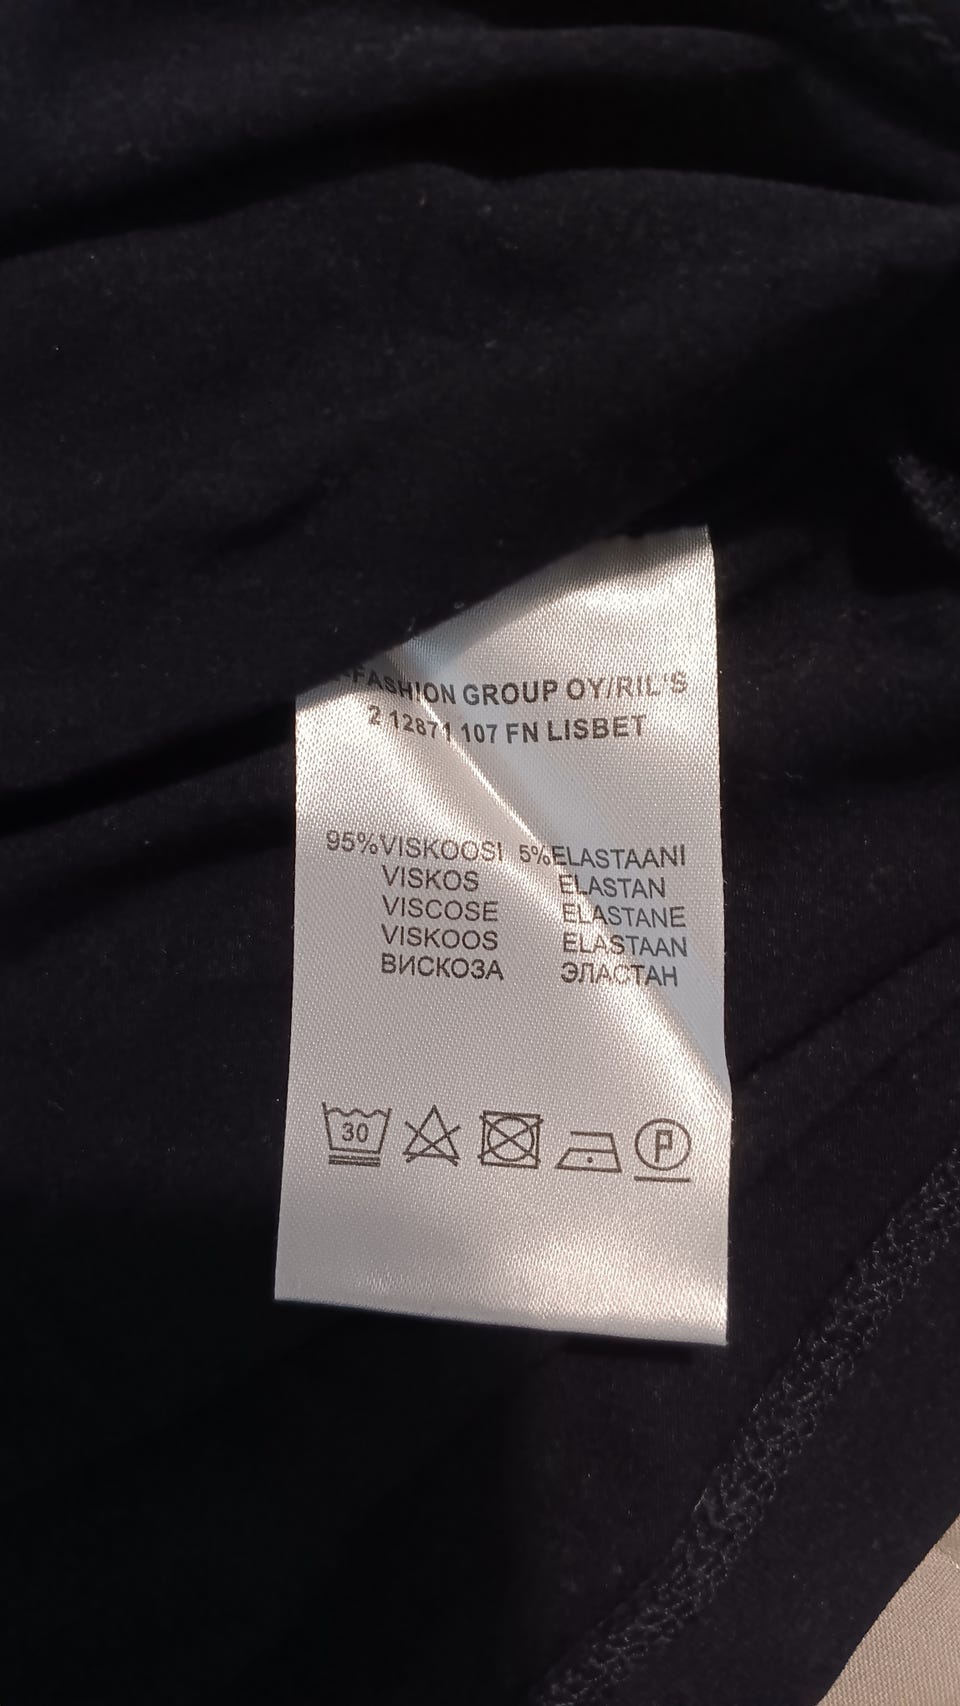 -FASHION GROUP OY/RIL'S
2 12871 107 FN LISBET
95%VISKOOSI 5%ELASTAANI
VISKOS ELASTAN
VISCOSE ELASTANE
VISKOOS ELASTAAN
ВИСКОЗА ЭЛАСТАН
30 P